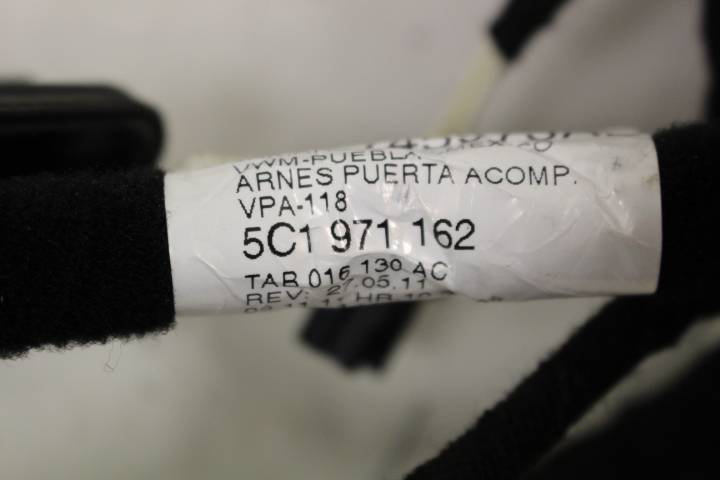 VWM-PUEBLA
ARNES PUERTA ACOMP.
VPA-118
5C1 971 162
TAB 016 130 AC
REV: 27.05.11